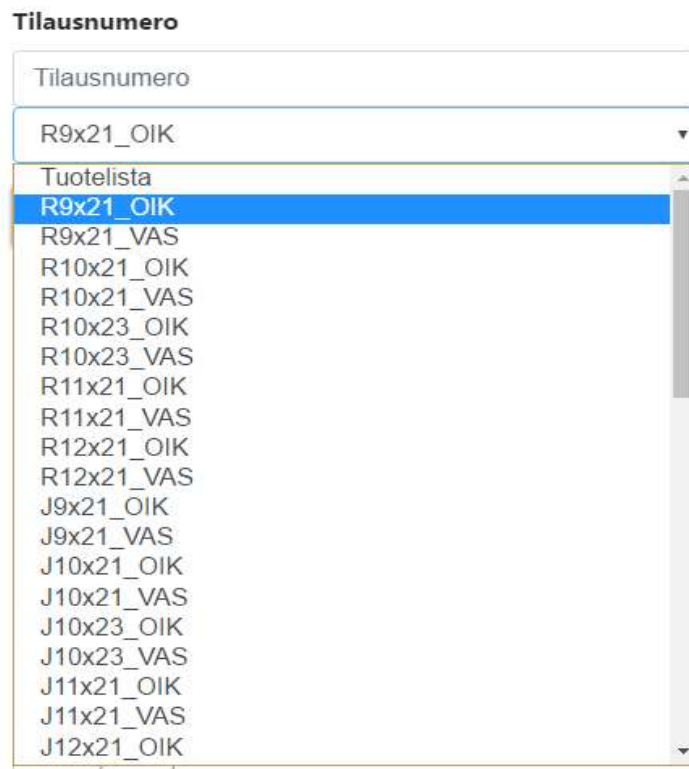 Tilausnumero
Tilausnumero
R9x21_OIK
Tuotelista
R9x21_OIK
R9x21_VAS
R10x21_OIK
R10x21_VAS
R10x23_OIK
R10x23_VAS
R11x21_OIK
R11x21_VAS
R12x21_OIK
R12x21_VAS
J9x21_OIK
J9x21_VAS
J10x21_OIK
J10x21_VAS
J10x23_OIK
J10x23_VAS
J11x21_OIK
J11x21_VAS
J12x21_OIK